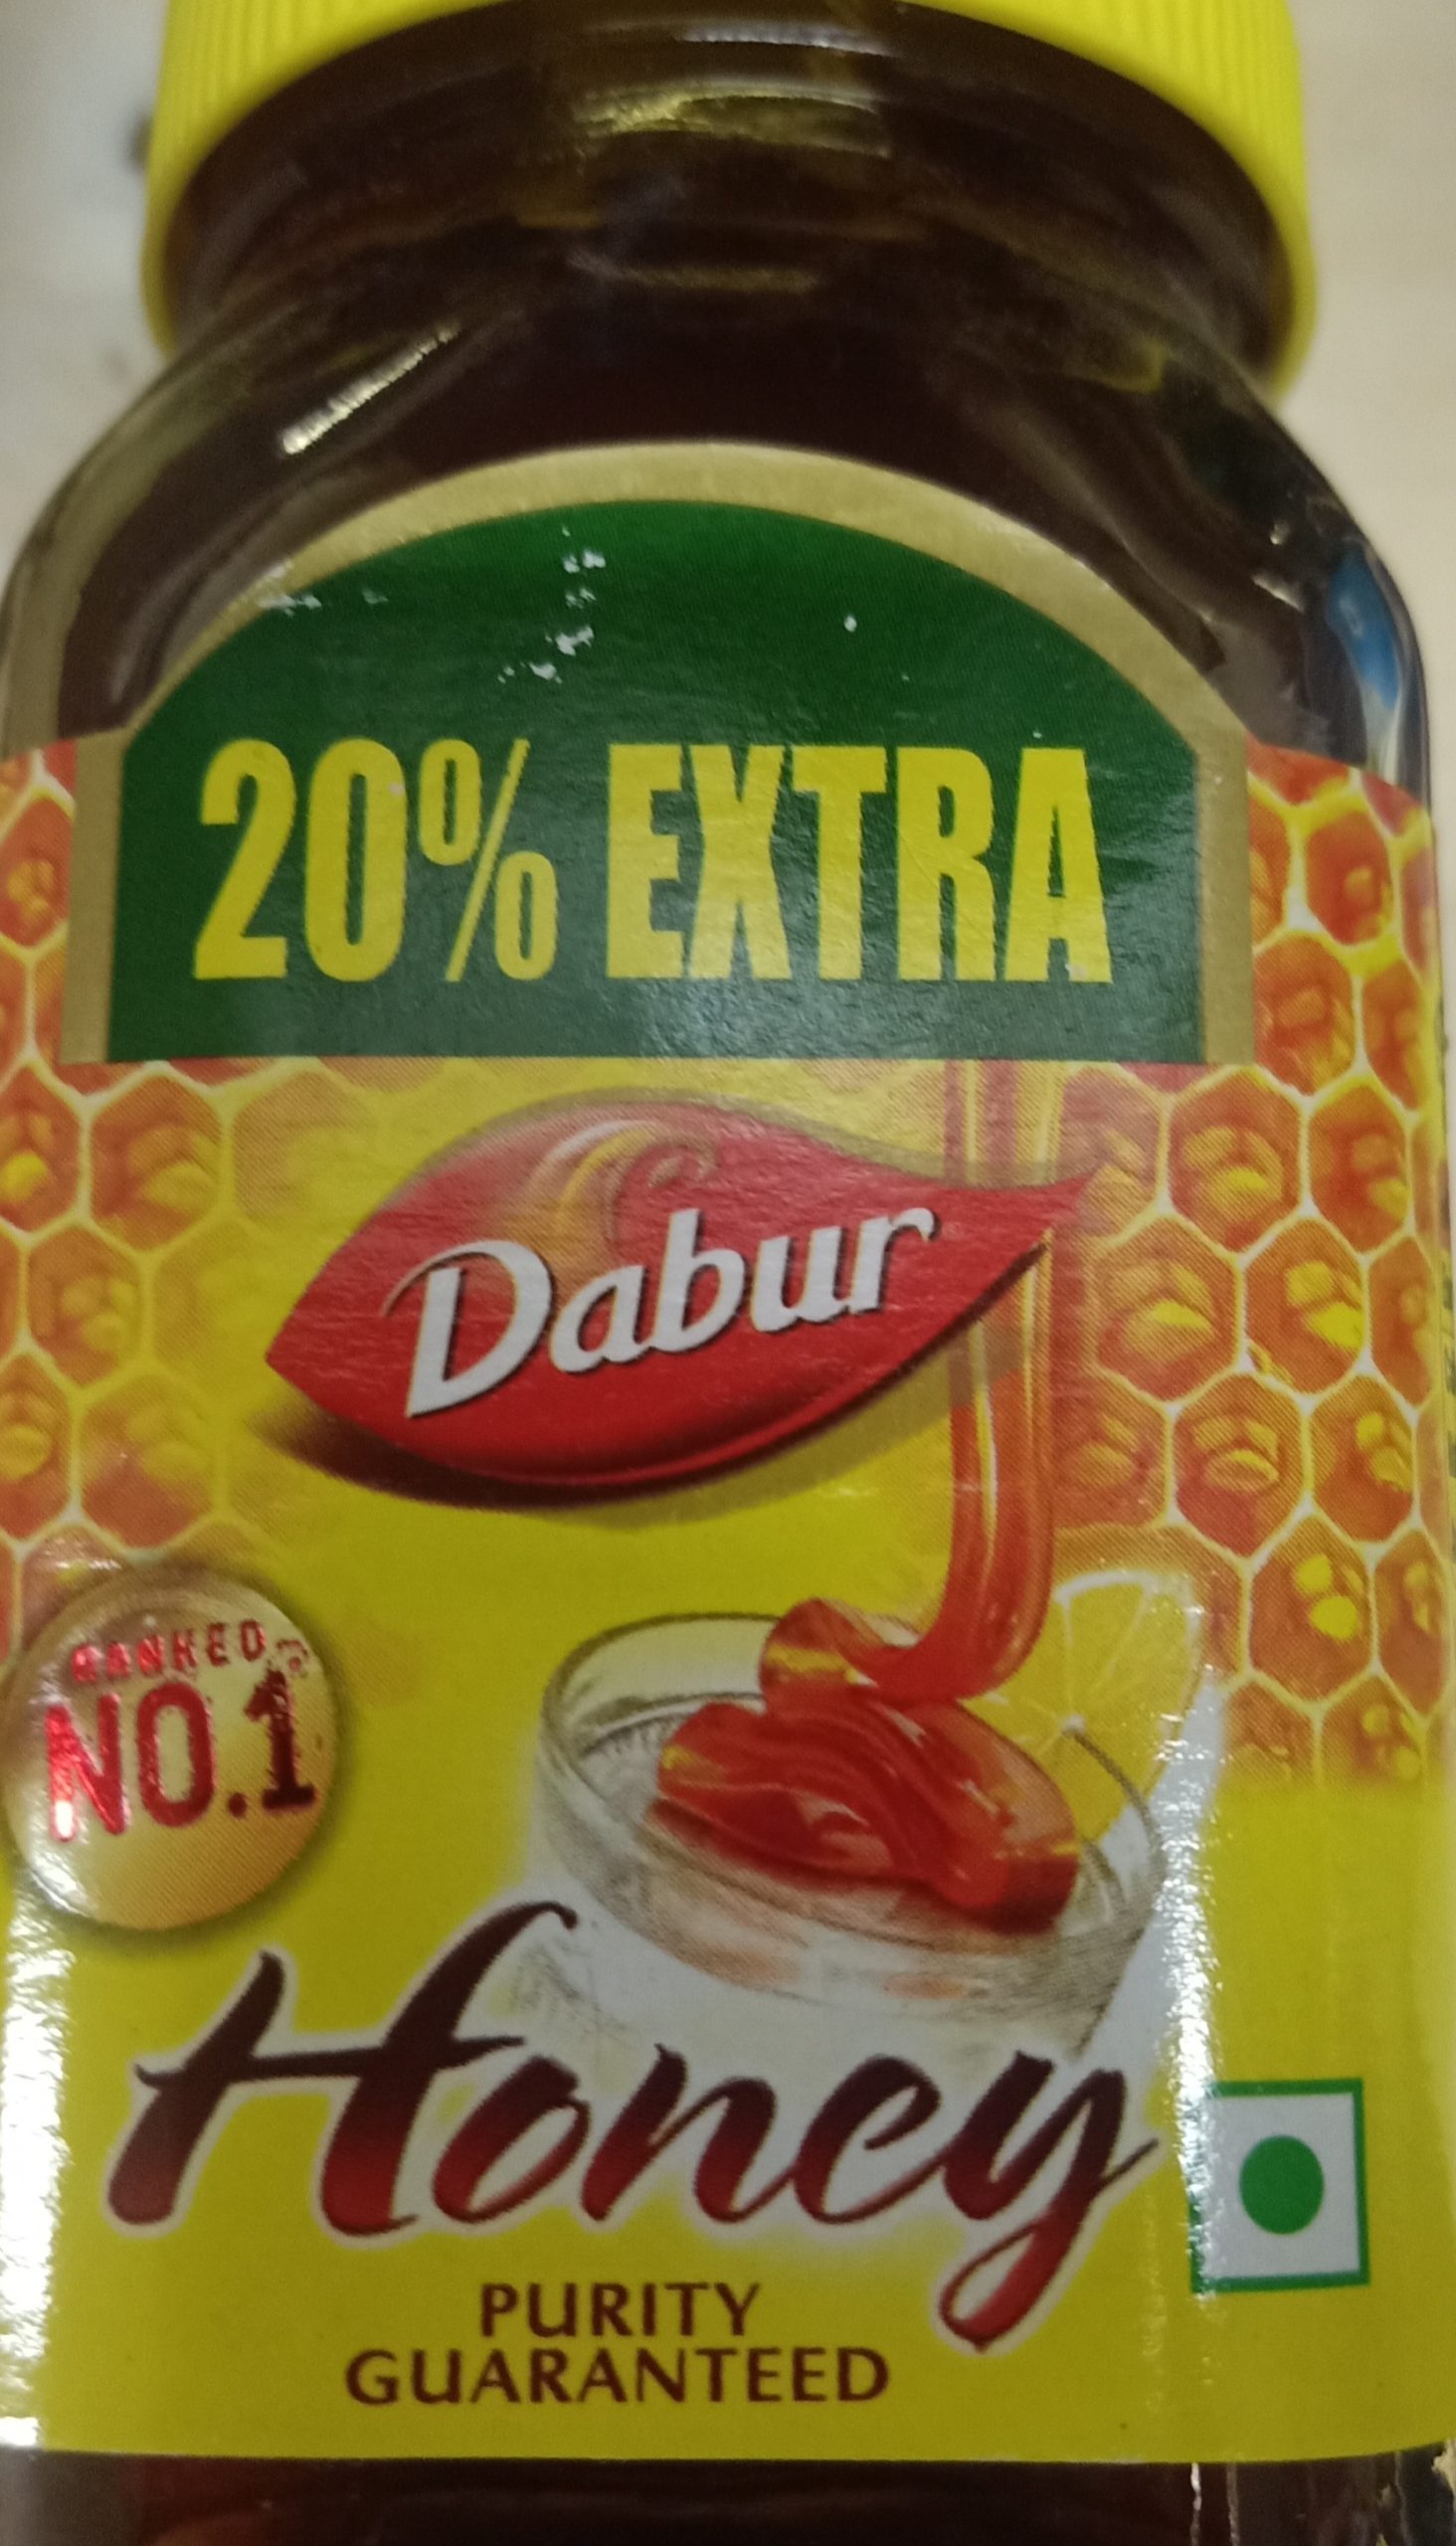 20% EXTRA
Dabur
RANKED
NO.1
Honey
PURITY
GUARANTEED